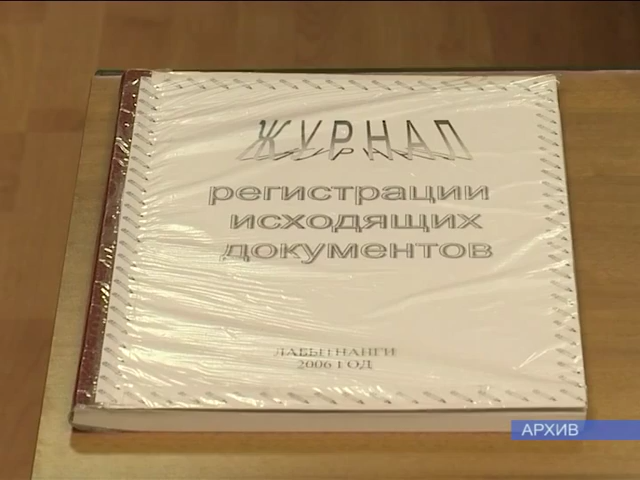 ЖУРНАЛ
регистрации
исходящих
документов
ЛАБЫТНАНГИ
2006 ГОД
АРХИВ